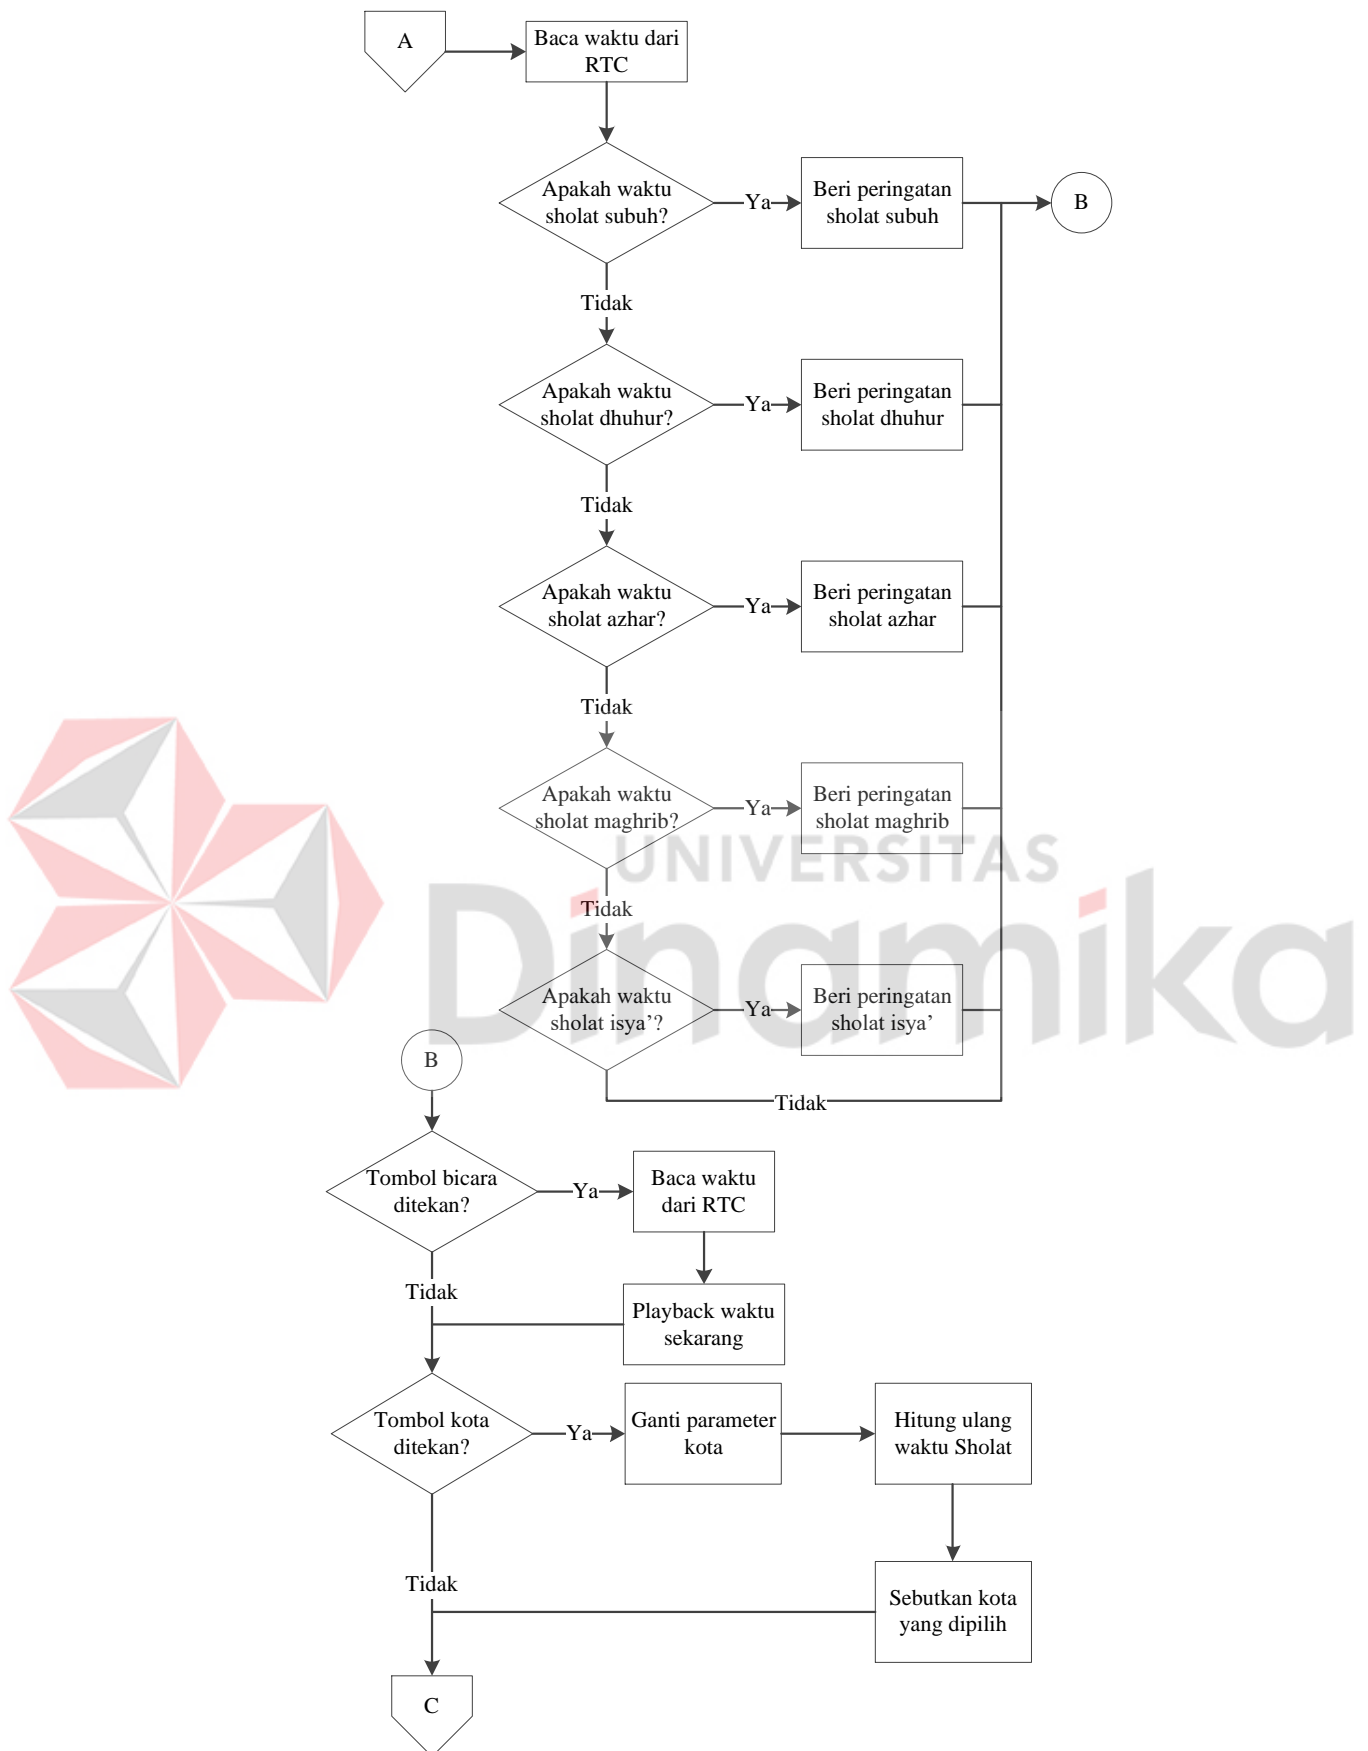 A
Baca waktu dari
RTC
Apakah waktu
sholat subuh?
Ya
Beri peringatan
sholat subuh
B
Tidak
Apakah waktu
sholat dhuhur?
Ya
Beri peringatan
sholat dhuhur
Tidak
Apakah waktu
sholat azhar?
Ya
Beri peringatan
sholat azhar
Tidak
Apakah waktu
sholat maghrib?
Ya
Beri peringatan
sholat maghrib
UNIVERSITAS
Dinamika
Tidak
Apakah waktu
sholat isya’?
Ya
Beri peringatan
sholat isya’
Tidak
B
Tombol bicara
ditekan?
Ya
Baca waktu
dari RTC
Tidak
Playback waktu
sekarang
Tombol kota
ditekan?
Ya
Ganti parameter
kota
Hitung ulang
waktu Sholat
Tidak
Sebutkan kota
yang dipilih
C